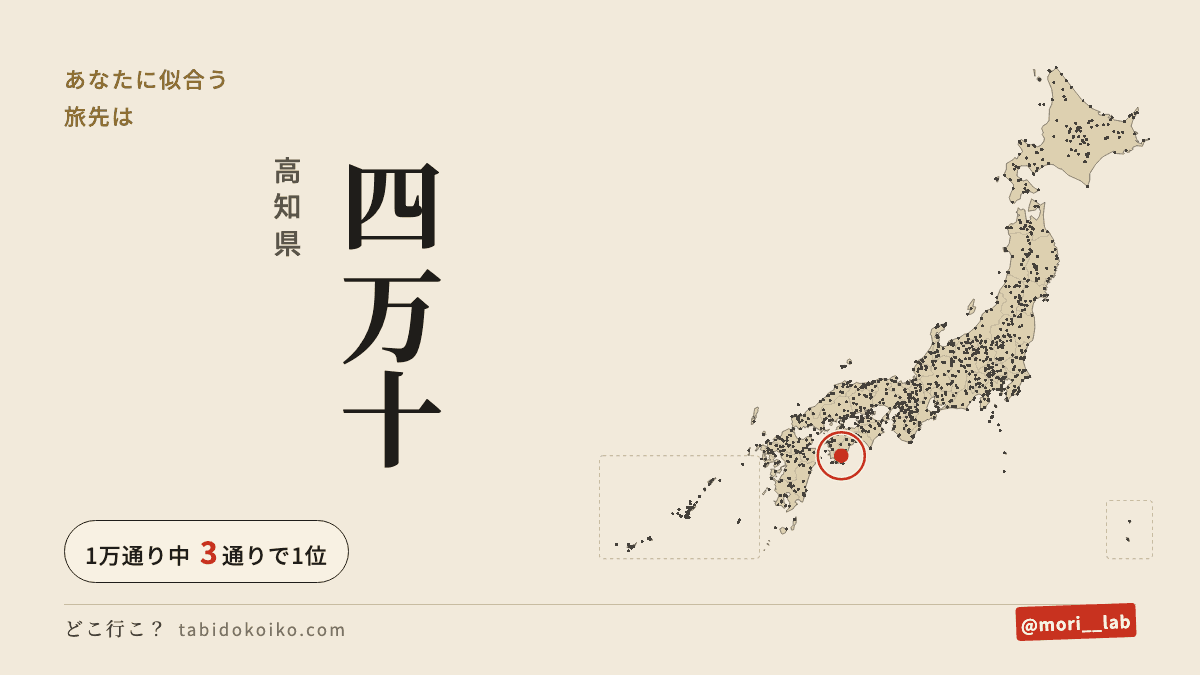 あなたに似合う
旅先は
高知県
四万十
1万通り中 3通りで1位
どこ行こ? tabidokoiko.com
@mori__lab